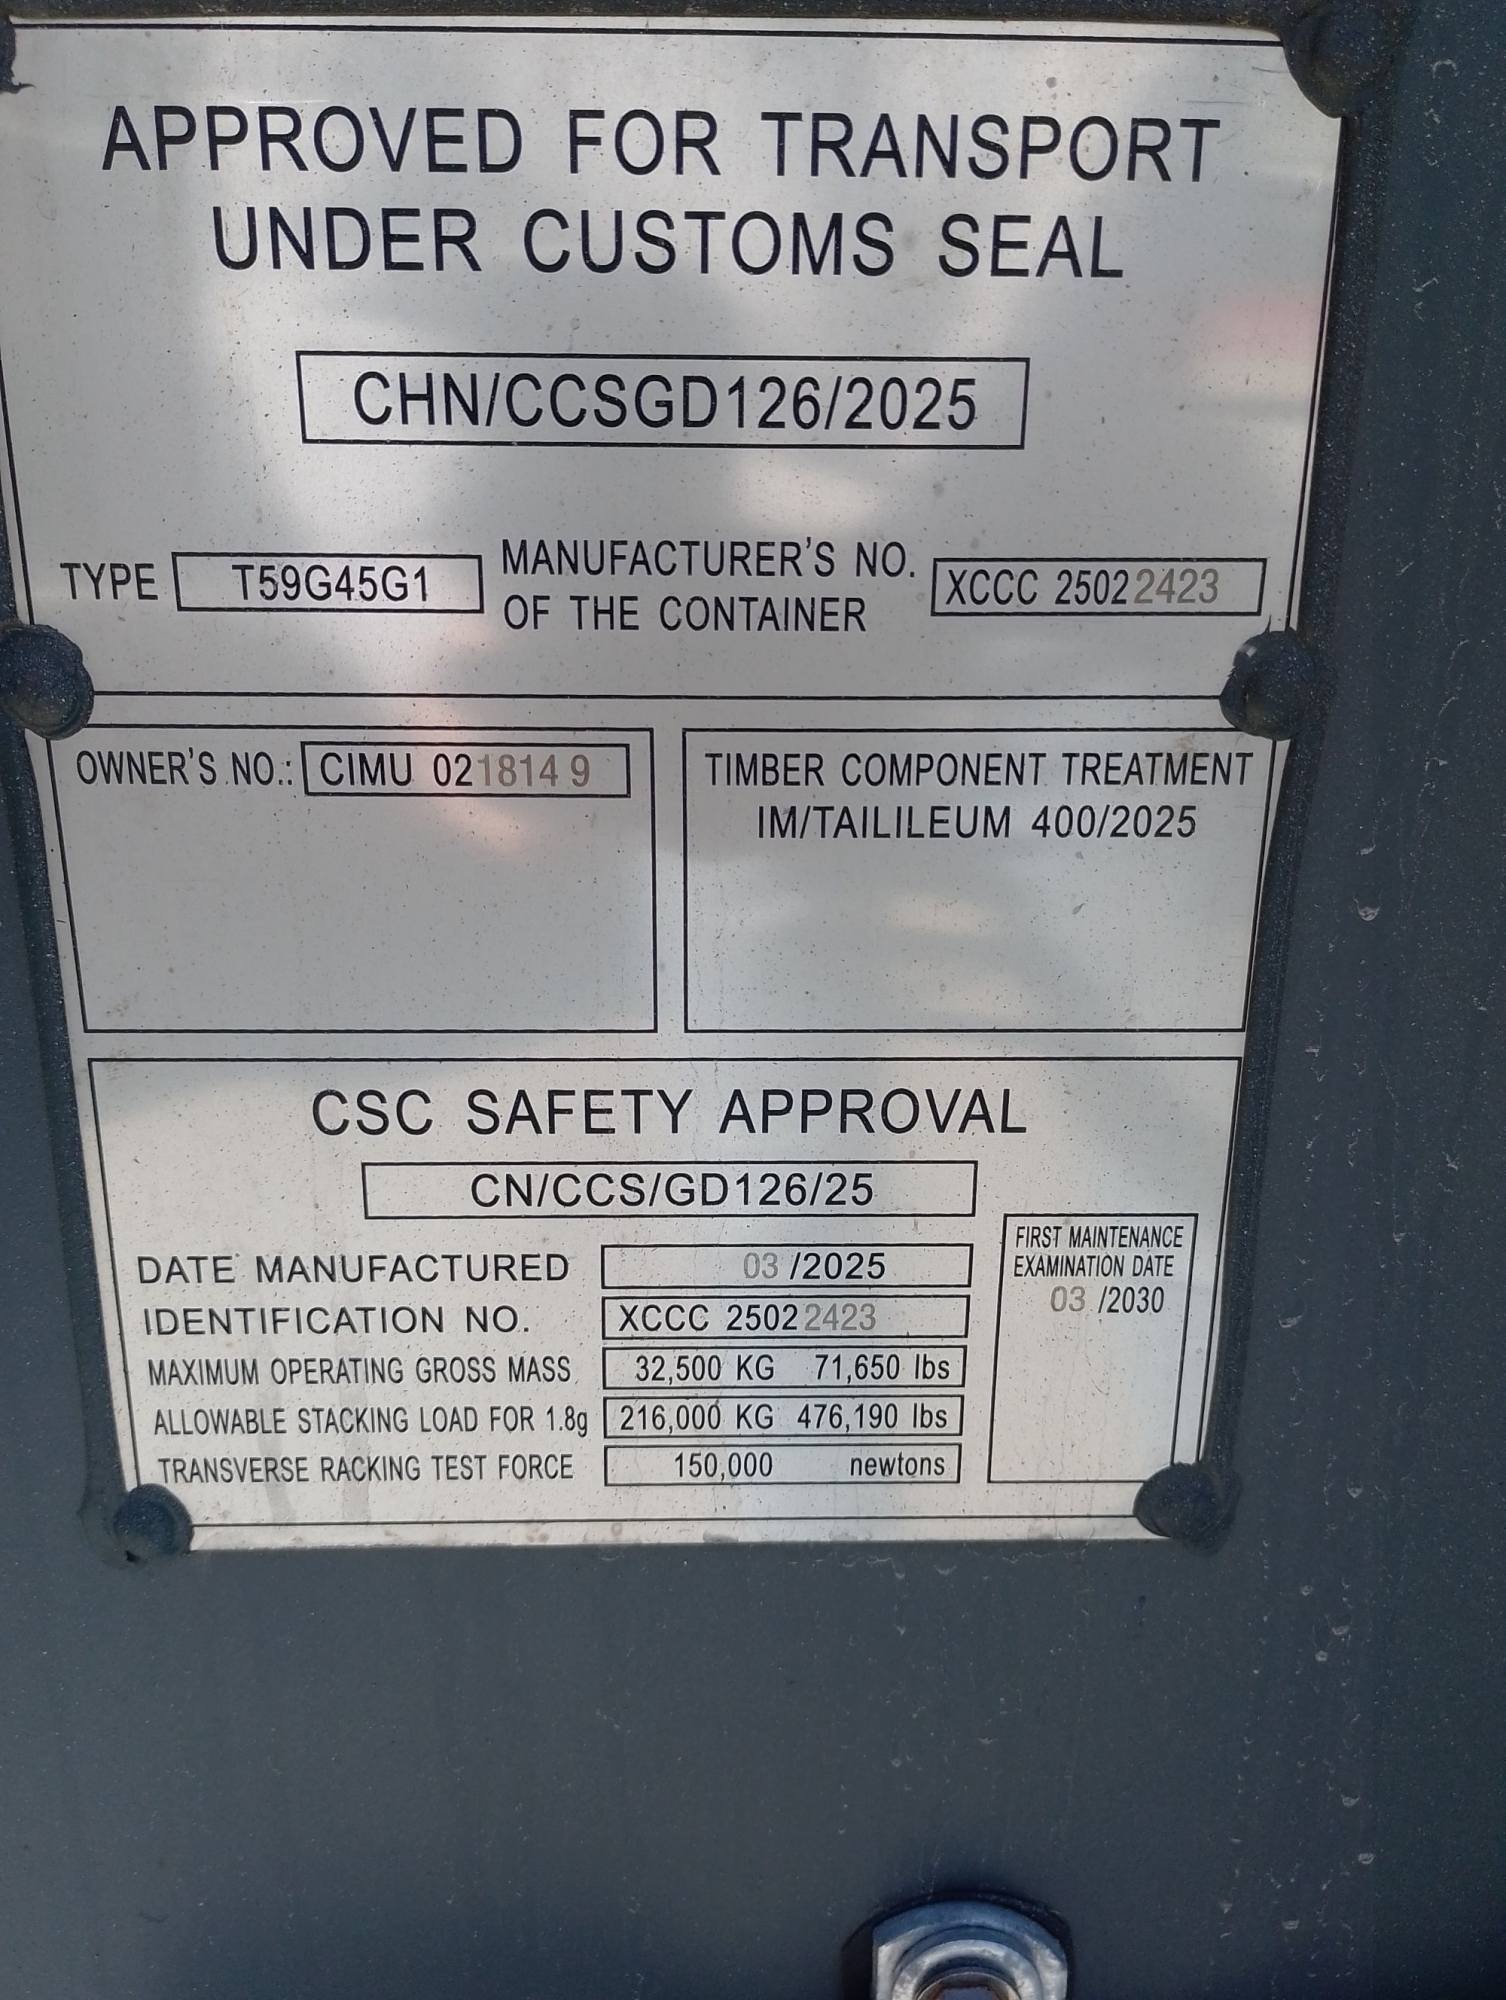 APPROVED FOR TRANSPORT
UNDER CUSTOMS SEAL
CHN/CCSGD126/2025
TYPE T59G45G1 MANUFACTURER'S NO. OF THE CONTAINER XCCC 25022423
OWNER'S NO.: CIMU 021814 9
TIMBER COMPONENT TREATMENT
IM/TAILILEUM 400/2025
CSC SAFETY APPROVAL
CN/CCS/GD126/25
DATE MANUFACTURED 03 /2025
IDENTIFICATION NO. XCCC 25022423
MAXIMUM OPERATING GROSS MASS 32,500 KG 71,650 lbs
ALLOWABLE STACKING LOAD FOR 1.8g 216,000 KG 476,190 lbs
TRANSVERSE RACKING TEST FORCE 150,000 newtons
FIRST MAINTENANCE
EXAMINATION DATE
03 /2030